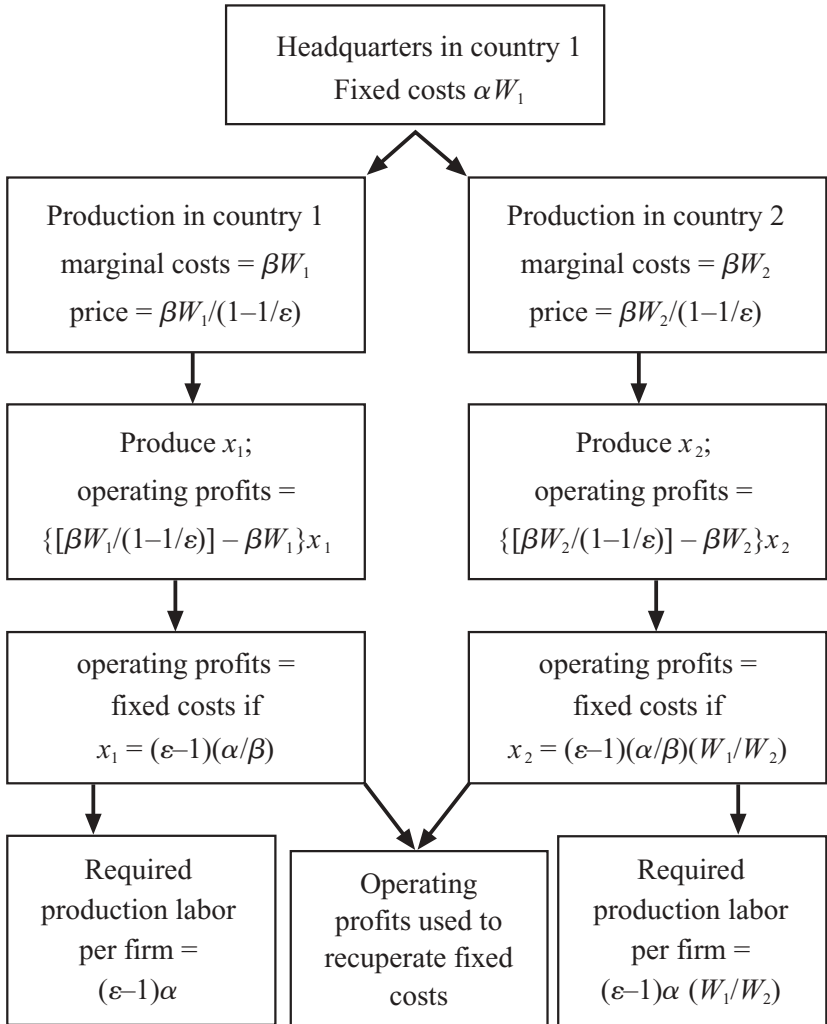 Headquarters in country 1
Fixed costs αW₁
Production in country 1
marginal costs = βW₁
price = βW₁/(1–1/ε)
Production in country 2
marginal costs = βW₂
price = βW₂/(1–1/ε)
Produce x₁;
operating profits =
{[βW₁/(1–1/ε)] – βW₁}x₁
Produce x₂;
operating profits =
{[βW₂/(1–1/ε)] – βW₂}x₂
operating profits =
fixed costs if
x₁ = (ε–1)(α/β)
operating profits =
fixed costs if
x₂ = (ε–1)(α/β)(W₁/W₂)
Required
production labor
per firm =
(ε–1)α
Operating
profits used to
recuperate fixed
costs
Required
production labor
per firm =
(ε–1)α (W₁/W₂)